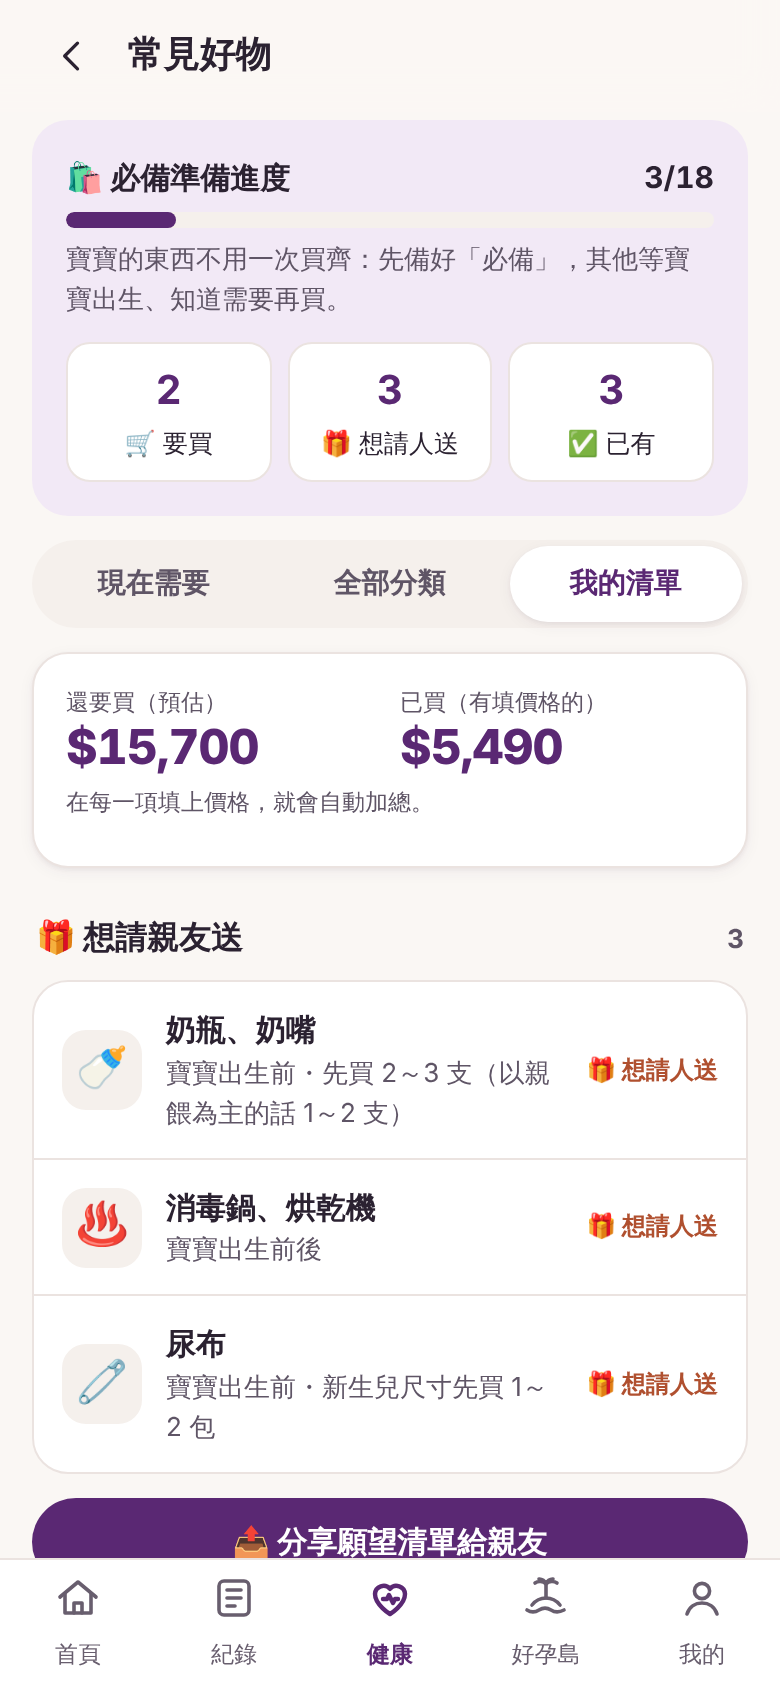 常見好物
必備準備進度
3/18
寶寶的東西不用一次買齊：先備好「必備」，其他等寶
寶出生、知道需要再買。
2
3
3
要買
想請人送
已有
現在需要
全部分類
我的清單
還要買（預估）
已買（有填價格的）
$15,700
$5,490
在每一項填上價格，就會自動加總。
想請親友送
3
奶瓶、奶嘴
寶寶出生前・先買 2～3 支（以親
餵為主的話 1～2 支）
想請人送
消毒鍋、烘乾機
寶寶出生前後
想請人送
尿布
寶寶出生前・新生兒尺寸先買 1～
2 包
想請人送
分享願望清單給親友
首頁
紀錄
健康
好孕島
我的